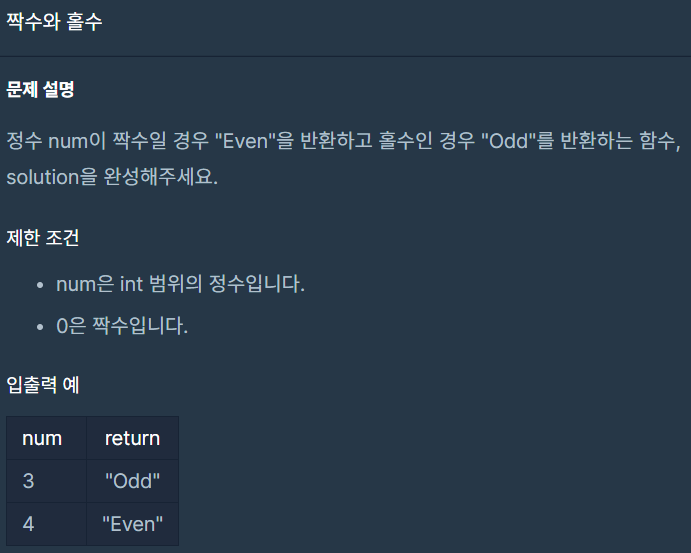 짝수와 홀수
문제 설명
정수 num이 짝수일 경우 "Even"을 반환하고 홀수인 경우 "Odd"를 반환하는 함수,
solution을 완성해주세요.
제한 조건
• num은 int 범위의 정수입니다.
• 0은 짝수입니다.
입출력 예
num return
3 "Odd"
4 "Even"